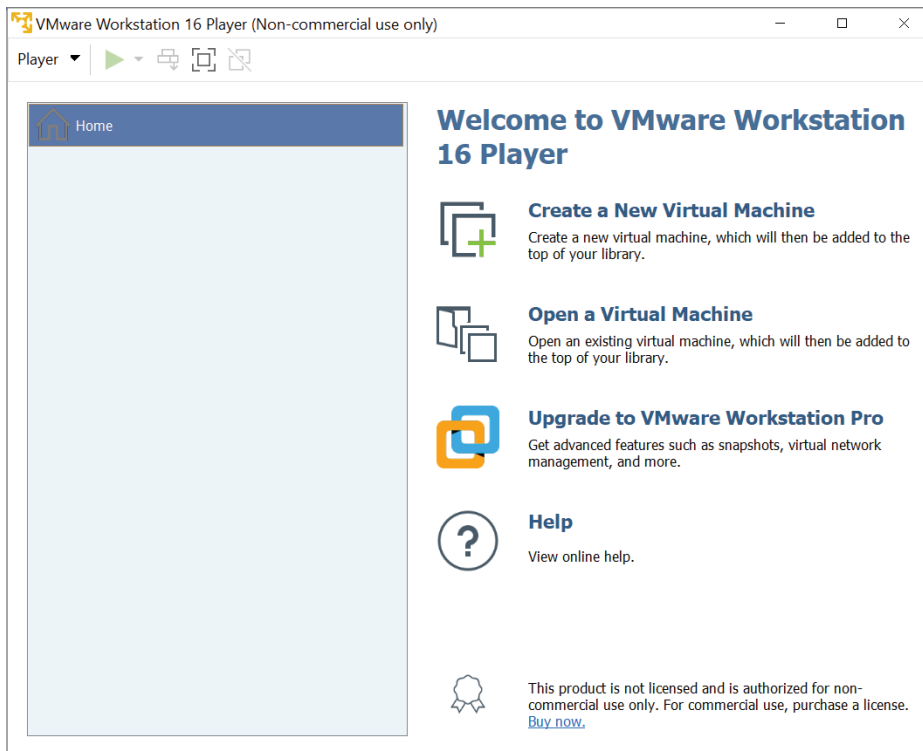 VMware Workstation 16 Player (Non-commercial use only)
Player
Home
Welcome to VMware Workstation
16 Player
Create a New Virtual Machine
Create a new virtual machine, which will then be added to the
top of your library.
Open a Virtual Machine
Open an existing virtual machine, which will then be added to
the top of your library.
Upgrade to VMware Workstation Pro
Get advanced features such as snapshots, virtual network
management, and more.
?
Help
View online help.
This product is not licensed and is authorized for non-
commercial use only. For commercial use, purchase a license.
Buy now.